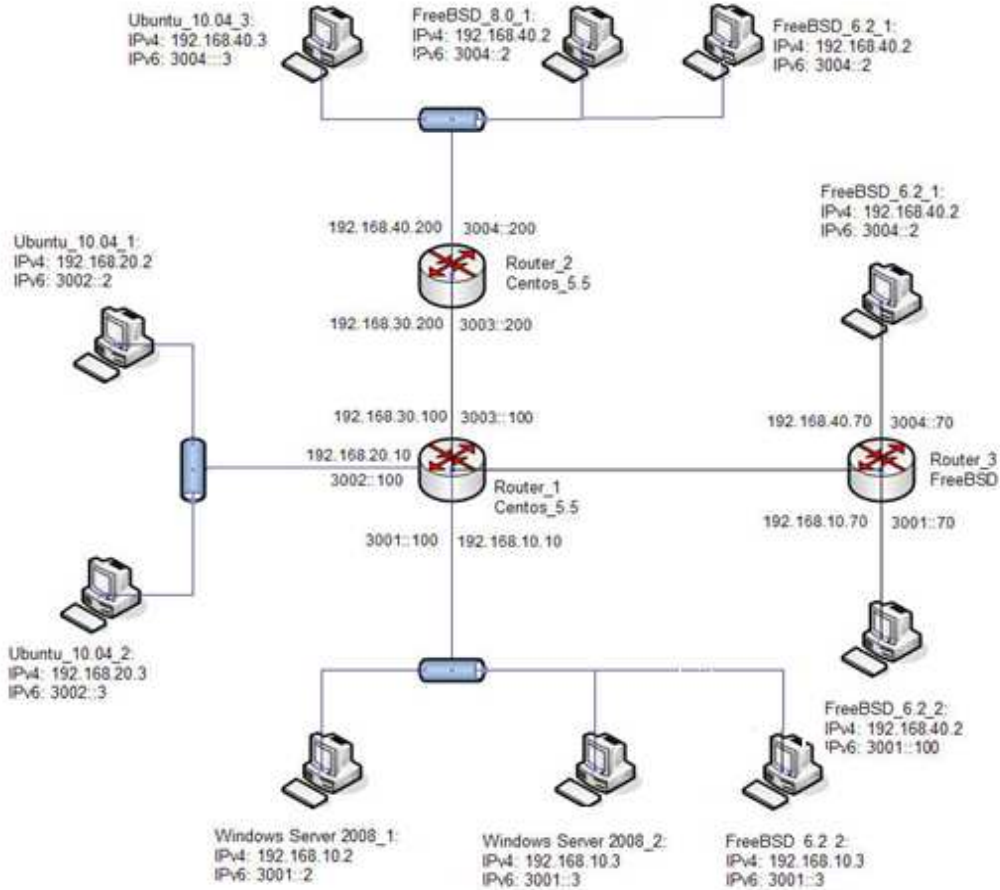 Ubuntu_10.04_3:
IPv4: 192.168.40.3
IPv6: 3004:::3
FreeBSD_8.0_1:
IPv4: 192.168.40.2
IPv6: 3004::2
FreeBSD_6.2_1:
IPv4: 192.168.40.2
IPv6: 3004::2
FreeBSD_6.2_1:
IPv4: 192.168.40.2
IPv6: 3004::2
192.168.40.200 3004::200
Ubuntu_10.04_1:
IPv4: 192.168.20.2
IPv6: 3002::2
Router_2
Centos_5.5
192.168.30.200 3003::200
192.168.30.100 3003::100
192.168.40.70 3004::70
192.168.20.10
3002::100
Router_1
Centos_5.5
Router_3
FreeBSD
3001::100 192.168.10.10
192.168.10.70 3001::70
Ubuntu_10.04_2:
IPv4: 192.168.20.3
IPv6: 3002::3
FreeBSD_6.2_2:
IPv4: 192.168.40.2
IPv6: 3001::100
Windows Server 2008_1:
IPv4: 192.168.10.2
IPv6: 3001::2
Windows Server 2008_2:
IPv4: 192.168.10.3
IPv6: 3001::3
FreeBSD 6.2 2:
IPv4: 192.168.10.3
IPv6: 3001::3